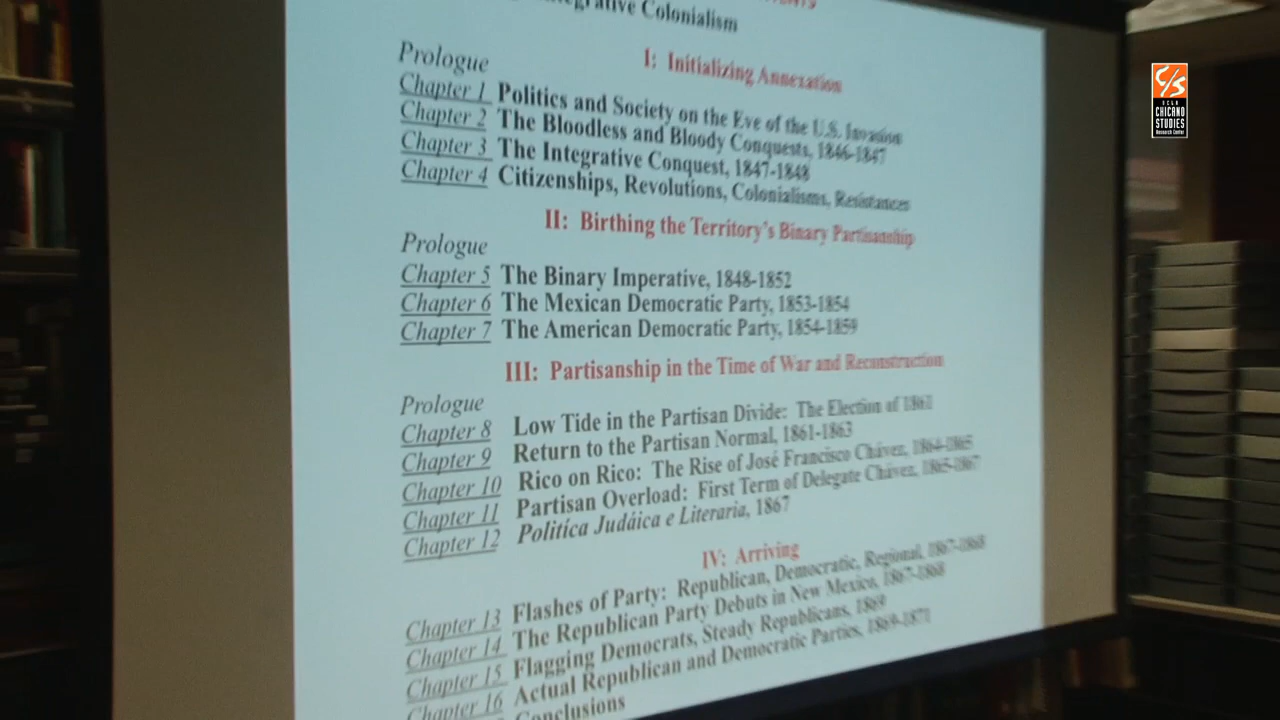 Integrative Colonialism
I: Initializing Annexation
Prologue
Chapter 1 Politics and Society on the Eve of the U.S. Invasion
Chapter 2 The Bloodless and Bloody Conquests, 1846-1847
Chapter 3 The Integrative Conquest, 1847-1848
Chapter 4 Citizenships, Revolutions, Colonialisms, Resistances
II: Birthing the Territory's Binary Partisanship
Prologue
Chapter 5 The Binary Imperative, 1848-1852
Chapter 6 The Mexican Democratic Party, 1853-1854
Chapter 7 The American Democratic Party, 1854-1859
III: Partisanship in the Time of War and Reconstruction
Prologue
Chapter 8 Low Tide in the Partisan Divide: The Election of 1861
Chapter 9 Return to the Partisan Normal, 1861-1863
Chapter 10 Rico on Rico: The Rise of José Francisco Chávez, 1864-1865
Chapter 11 Partisan Overload: First Term of Delegate Chávez, 1865-1867
Chapter 12 Politíca Judáica e Literaria, 1867
IV: Arriving
Chapter 13 Flashes of Party: Republican, Democratic, Regional, 1867-1868
Chapter 14 The Republican Party Debuts in New Mexico, 1867-1868
Chapter 15 Flagging Democrats, Steady Republicans, 1869
Chapter 16 Actual Republican and Democratic Parties, 1869-1871
Conclusions
C/S
UCLA
CHICANO
STUDIES
Research Center